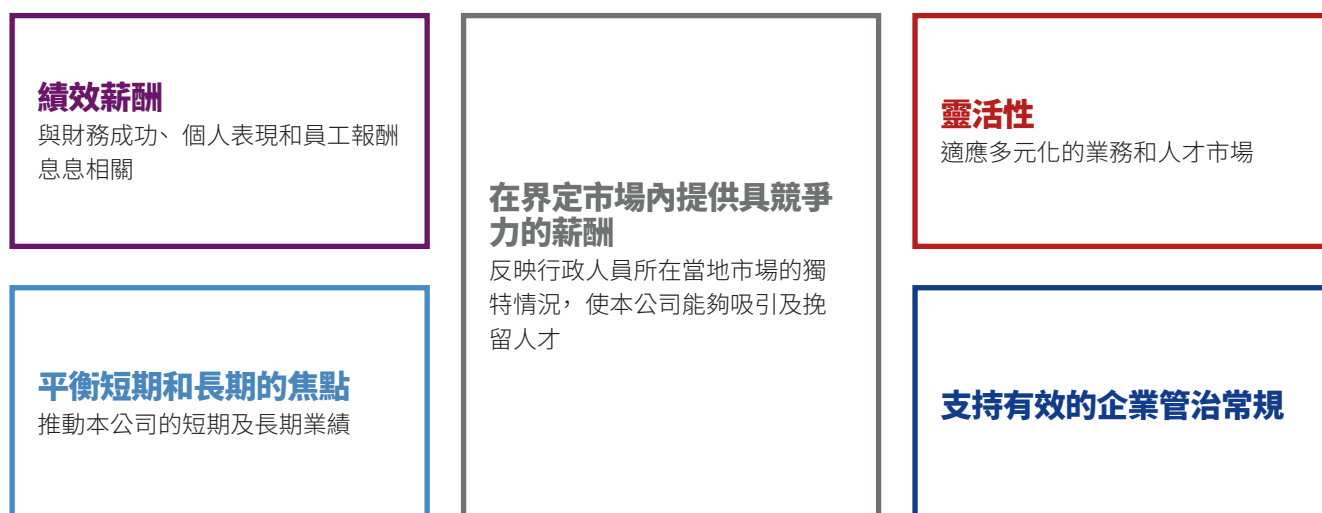 績效薪酬
與財務成功、個人表現和員工報酬
息息相關
平衡短期和長期的焦點
推動本公司的短期及長期業績
在界定市場內提供具競爭
力的薪酬
反映行政人員所在當地市場的獨
特情況，使本公司能夠吸引及挽
留人才
靈活性
適應多元化的業務和人才市場
支持有效的企業管治常規